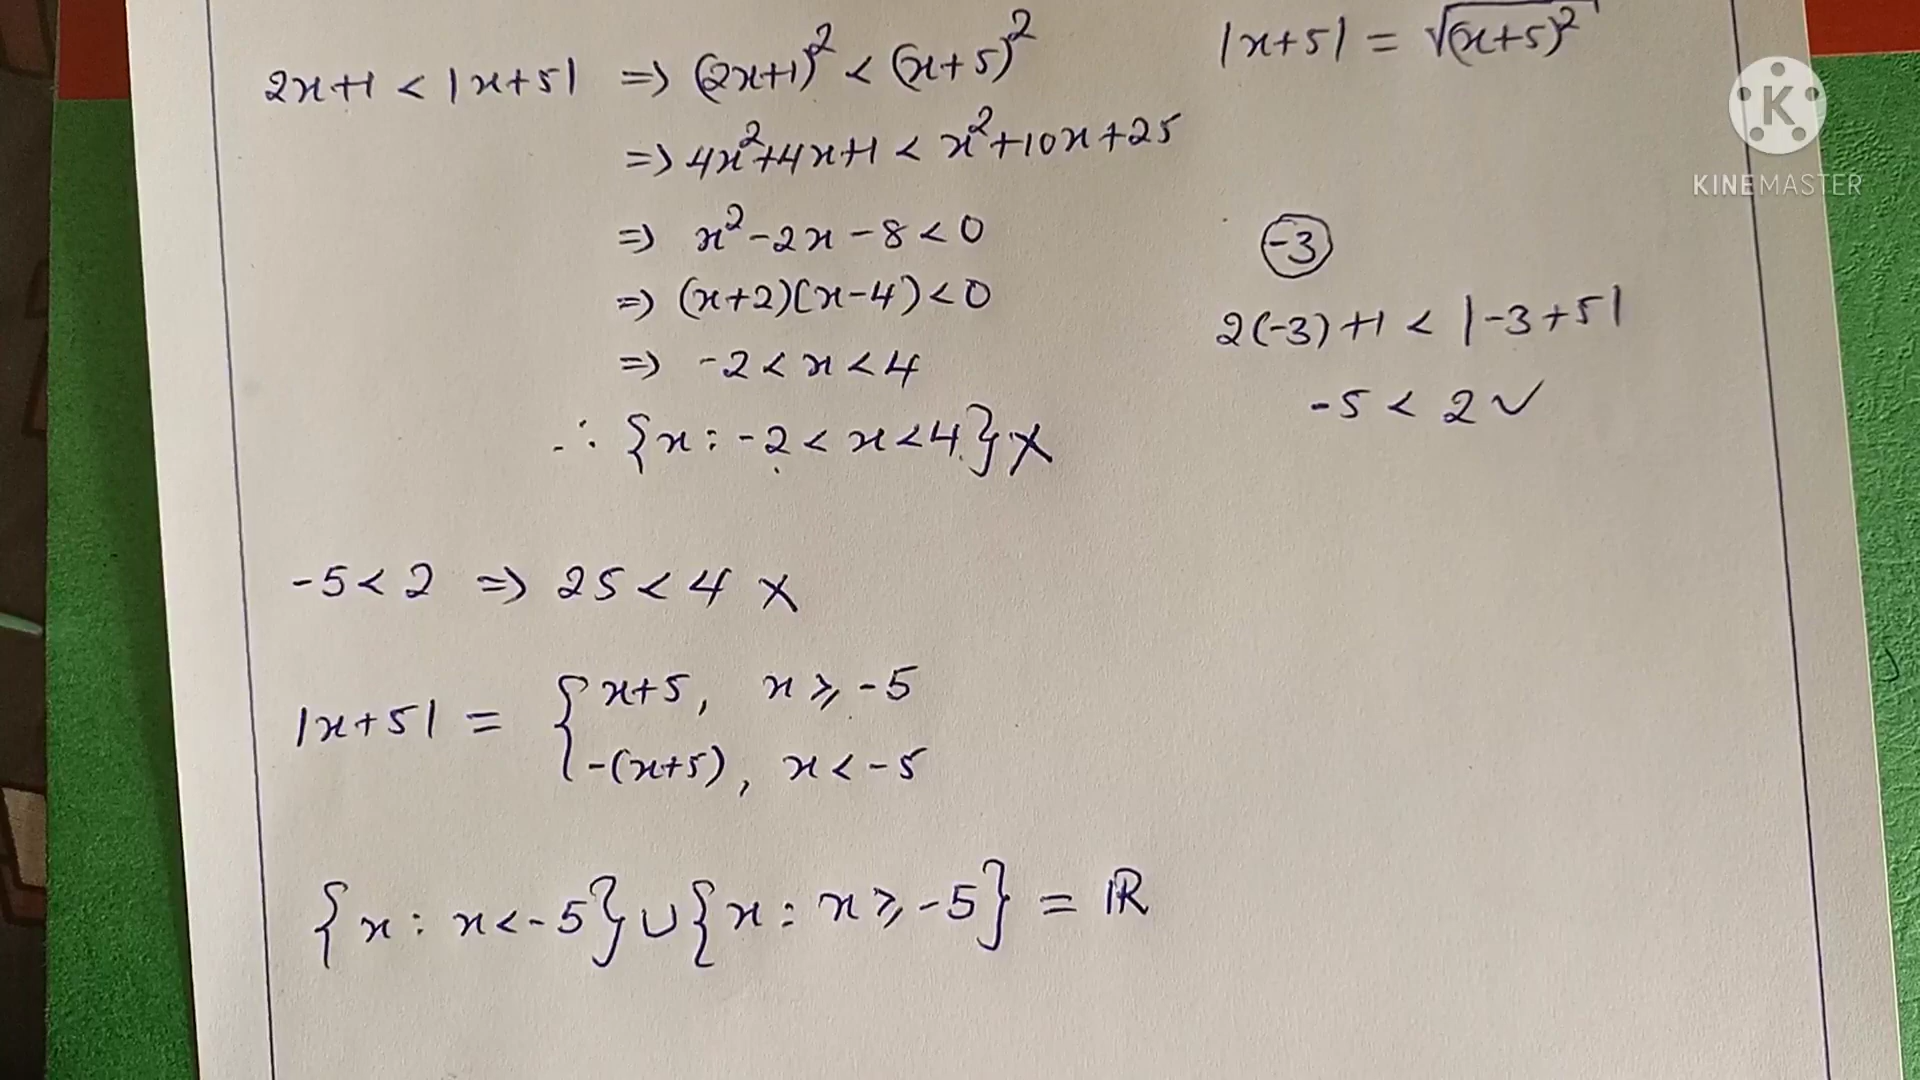 2x+1 < |x+5| => (2x+1)² < (x+5)²
|x+5| = √(x+5)²
=> 4x²+4x+1 < x²+10x+25
=> x²-2x-8<0
=> (x+2)(x-4)<0
=> -2 < x < 4
∴ {x : -2 < x < 4} X
KINEMASTER
-3
2(-3)+1 < |-3+5|
-5 < 2 ✓
-5 < 2 => 25 < 4 X
|x+5| = { x+5, x ≥ -5
-(x+5), x < -5
{x : x < -5} ∪ {x : x ≥ -5} = ℝ